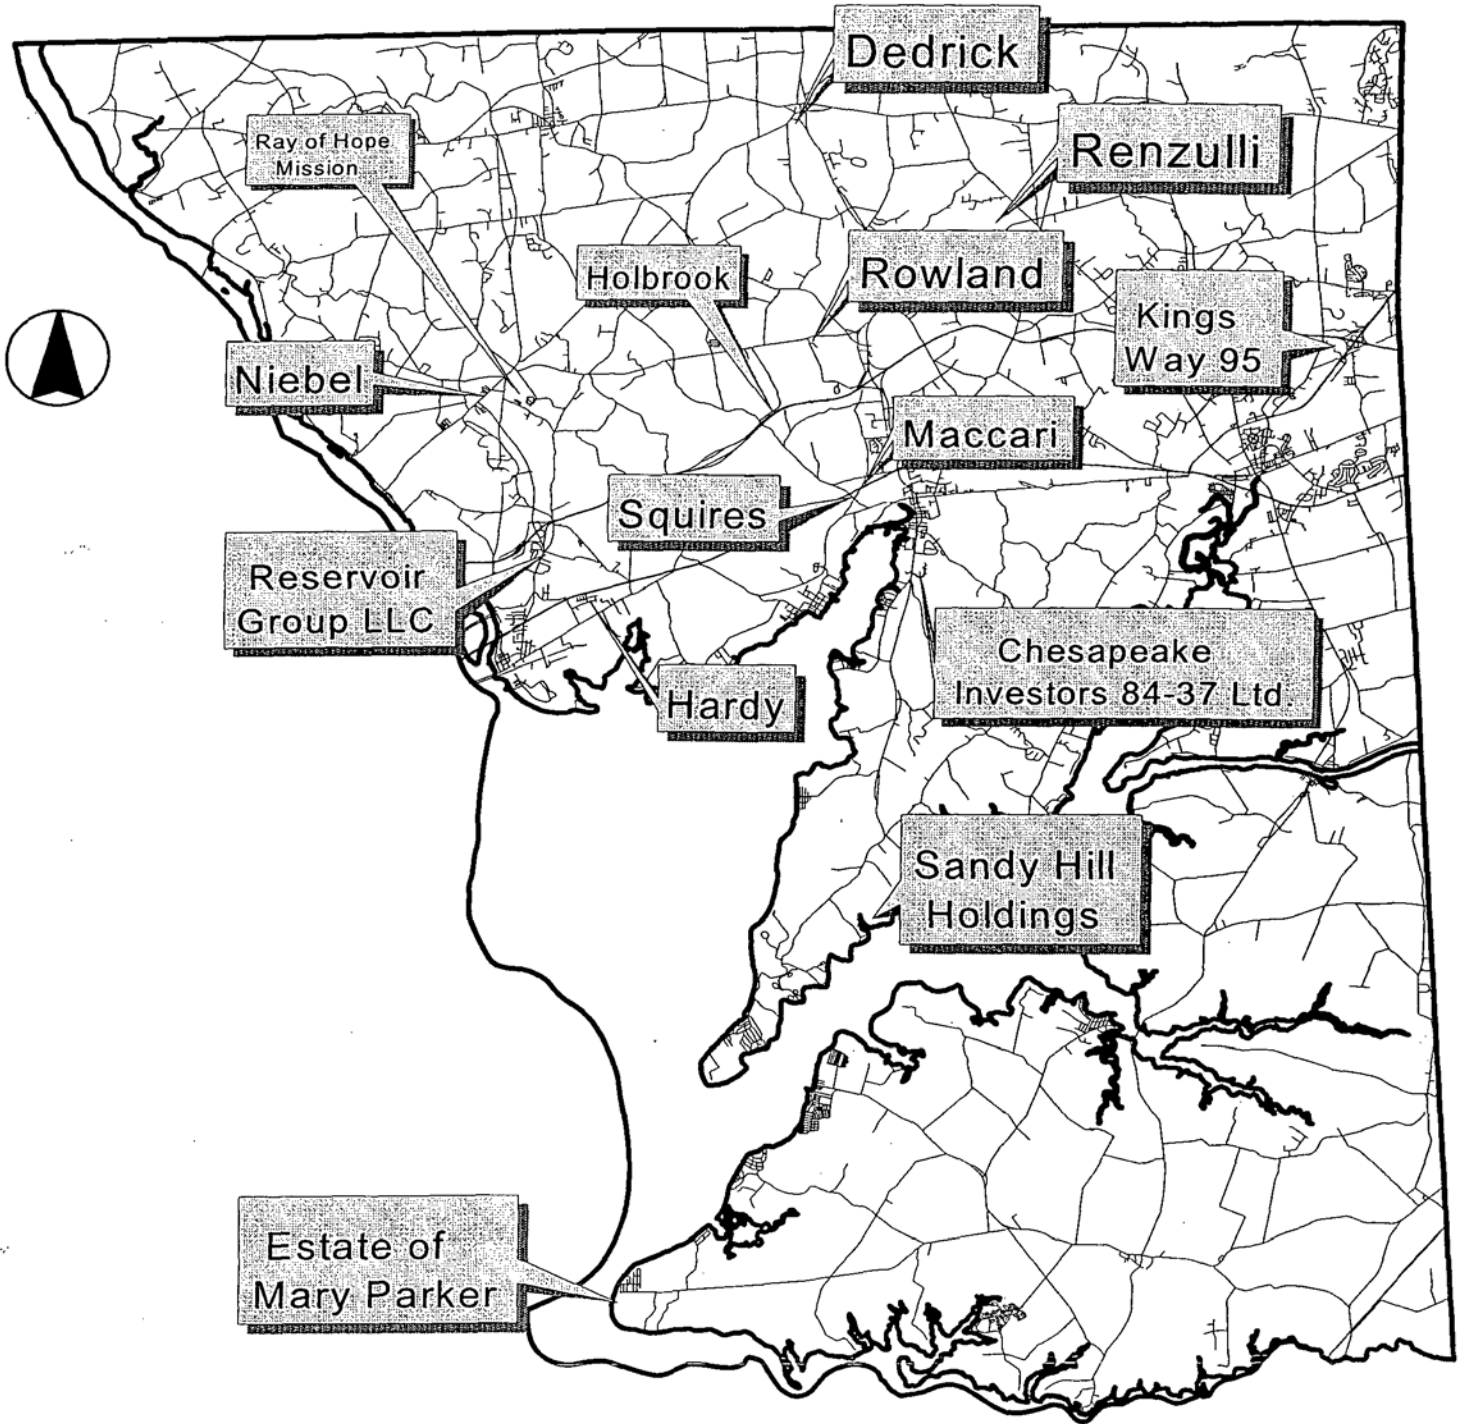 Dedrick
Ray of Hope
Mission
Renzulli
Holbrook
Rowland
Kings
Way 95
Niebel
Maccari
Squires
Reservoir
Group LLC
Chesapeake
Investors 84-37 Ltd.
Hardy
Sandy Hill
Holdings
Estate of
Mary Parker